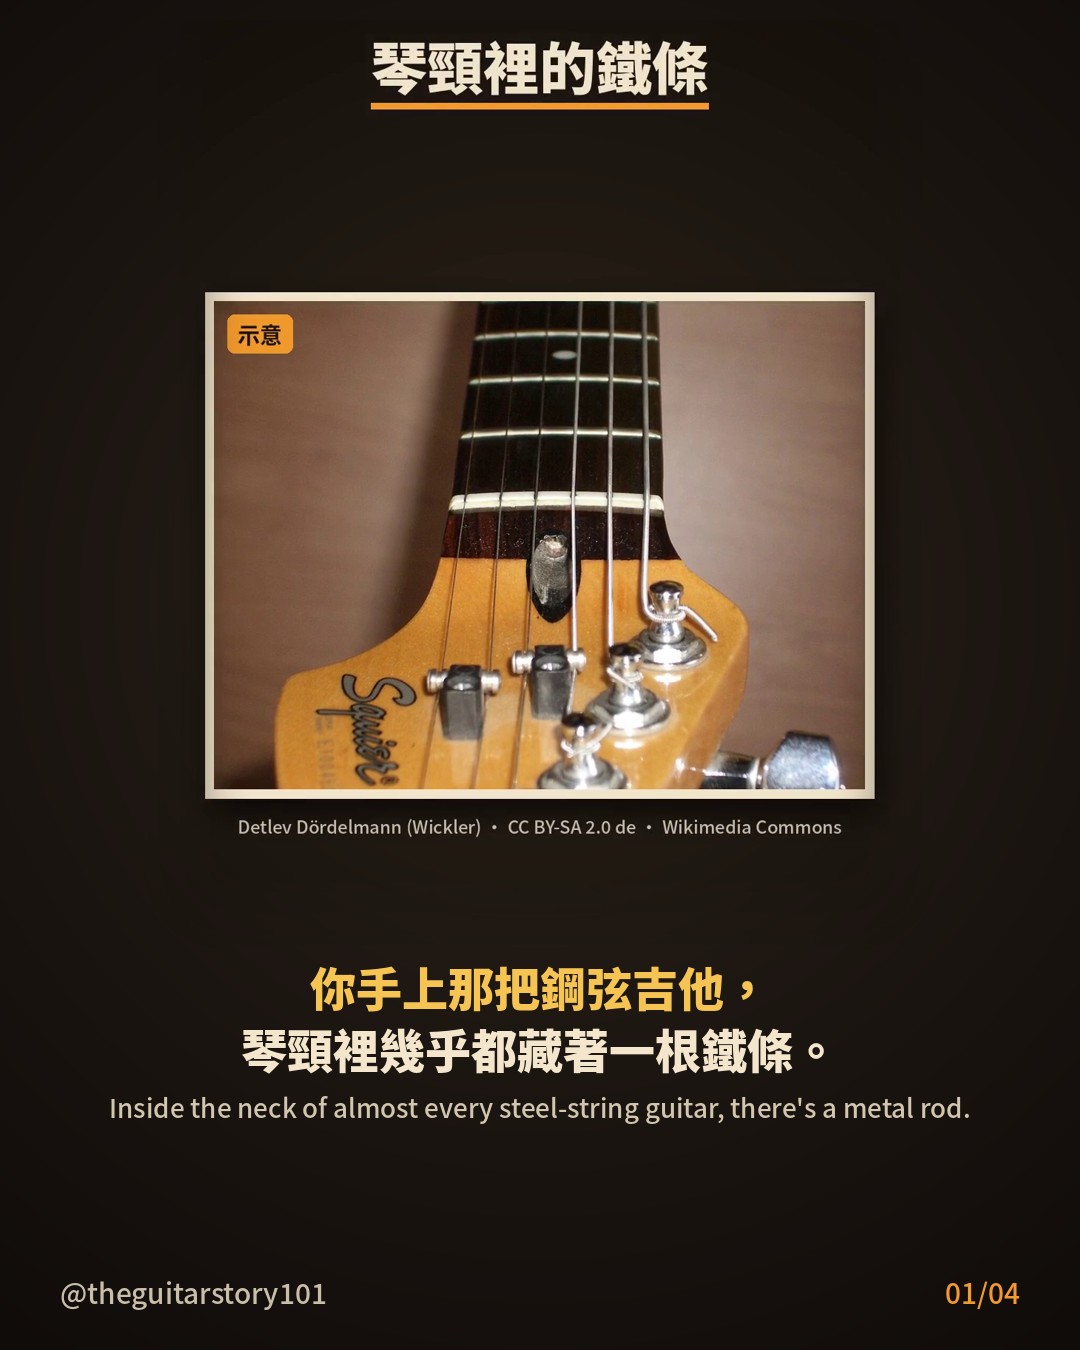 琴頸裡的鐵條
示意
Squier
Detlev Dördelmann (Wickler) • CC BY-SA 2.0 de • Wikimedia Commons
你手上那把鋼弦吉他，
琴頸裡幾乎都藏著一根鐵條。
Inside the neck of almost every steel-string guitar, there's a metal rod.
@theguitarstory101
01/04